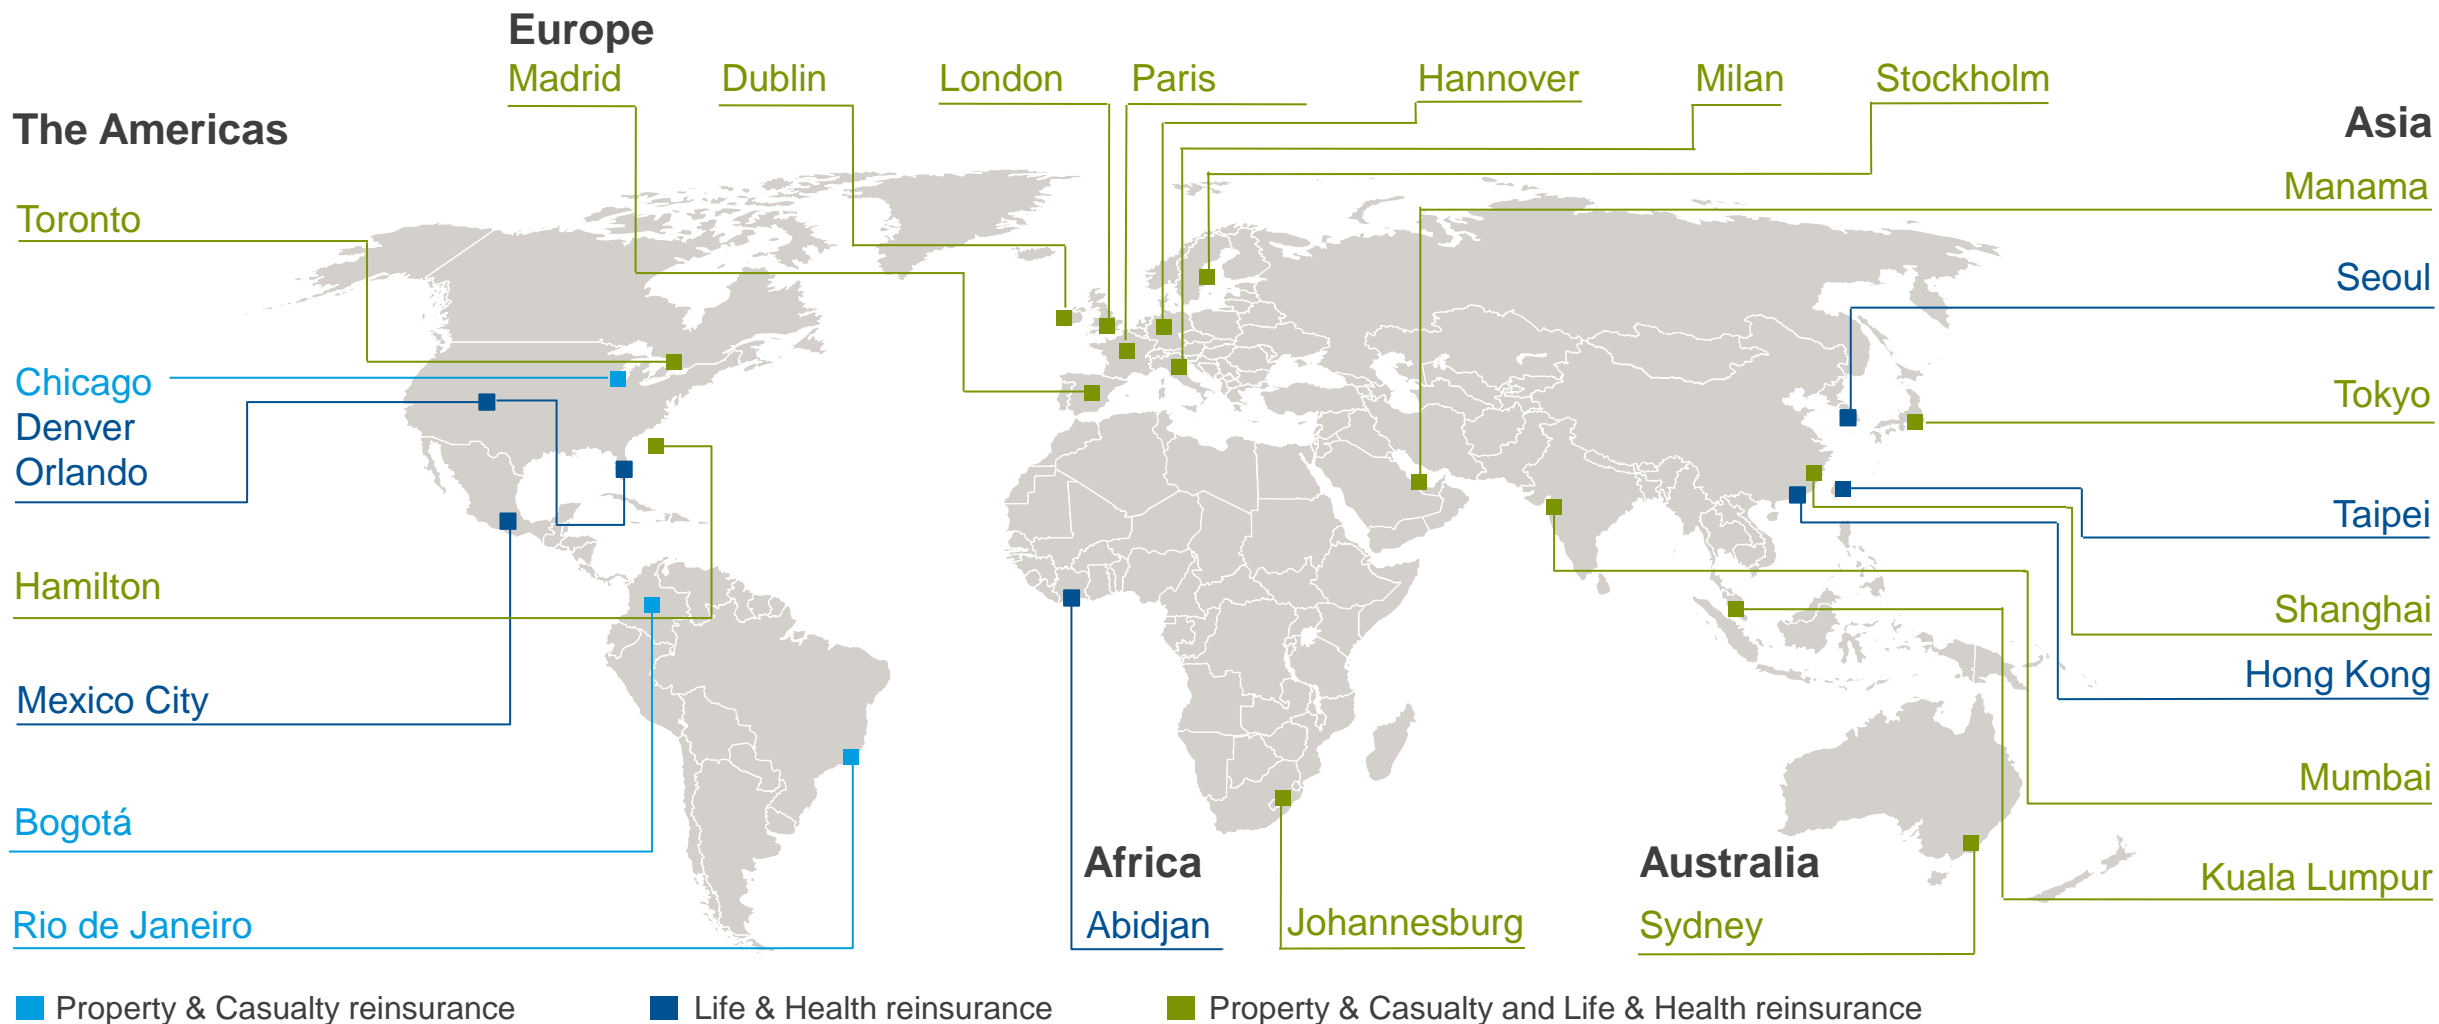 Europe
Madrid
Dublin
London
Paris
Hannover
Milan
Stockholm
The Americas
Toronto
Chicago
Denver
Orlando
Hamilton
Mexico City
Bogotá
Rio de Janeiro
Africa
Abidjan
Johannesburg
Australia
Sydney
Asia
Manama
Seoul
Tokyo
Taipei
Shanghai
Hong Kong
Mumbai
Kuala Lumpur
Property & Casualty reinsurance
Life & Health reinsurance
Property & Casualty and Life & Health reinsurance